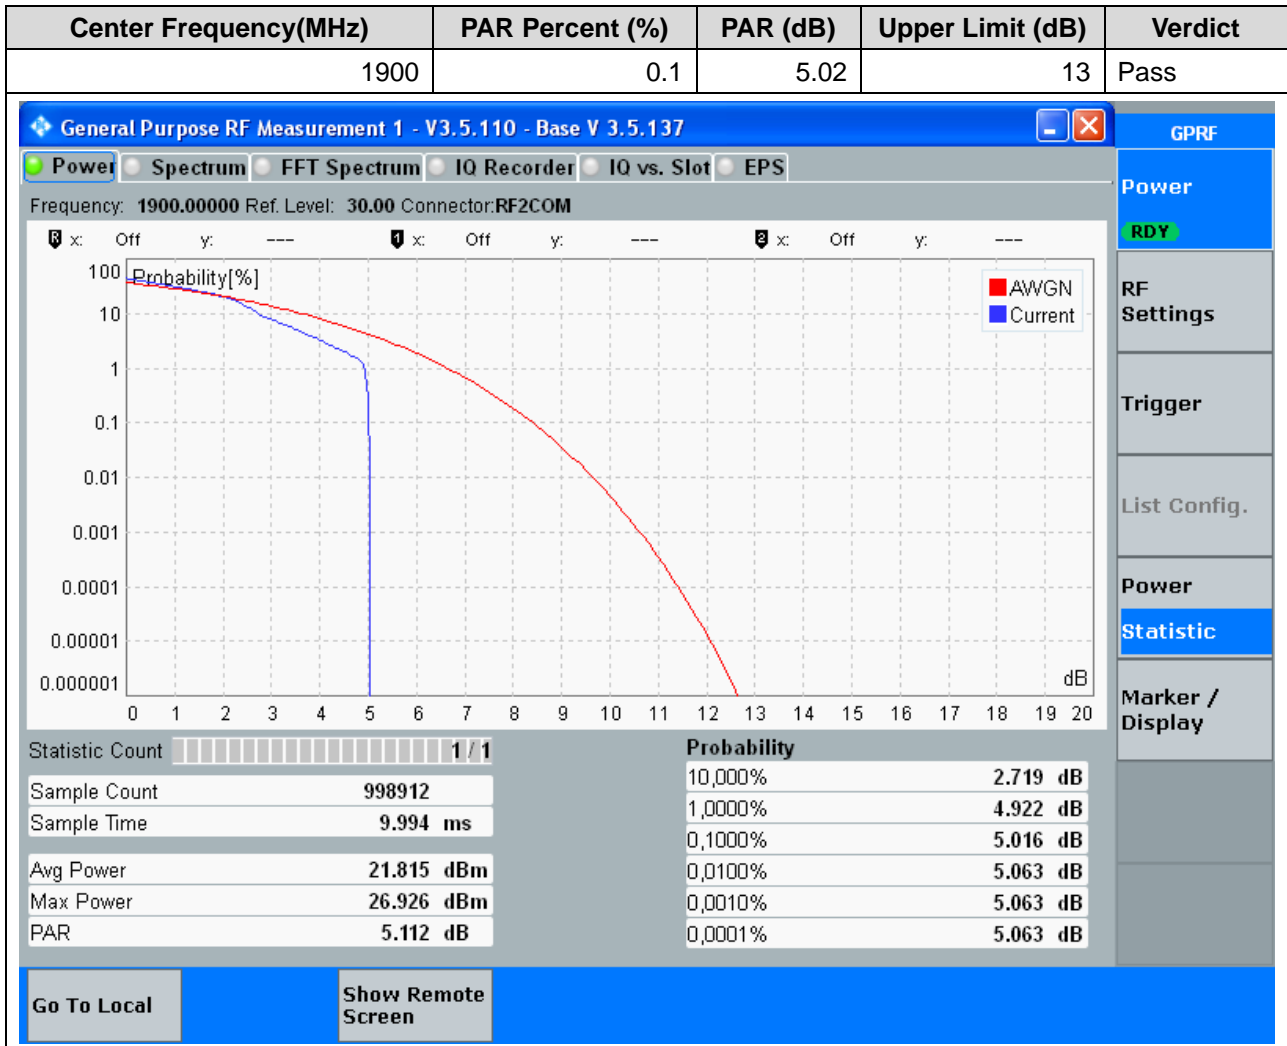 Center Frequency(MHz) PAR Percent (%) PAR (dB) Upper Limit (dB) Verdict
1900 0.1 5.02 13 Pass
General Purpose RF Measurement 1 - V3.5.110 - Base V 3.5.137
GPRF
Power Spectrum FFT Spectrum IQ Recorder IQ vs. Slot EPS
Power
RDY
Frequency: 1900.00000 Ref. Level: 30.00 Connector:RF2COM
R x: Off y: --- 1 x: Off y: --- 2 x: Off y: ---
Probability[%]
AWGN
Current
100
10
1
0.1
0.01
0.001
0.0001
0.00001
0.000001
dB
0 1 2 3 4 5 6 7 8 9 10 11 12 13 14 15 16 17 18 19 20
RF
Settings
Trigger
List Config.
Power
Statistic
Marker /
Display
Statistic Count 1 / 1
Sample Count 998912
Sample Time 9.994 ms
Avg Power 21.815 dBm
Max Power 26.926 dBm
PAR 5.112 dB
Probability
10,000% 2.719 dB
1,0000% 4.922 dB
0,1000% 5.016 dB
0,0100% 5.063 dB
0,0010% 5.063 dB
0,0001% 5.063 dB
Go To Local
Show Remote
Screen